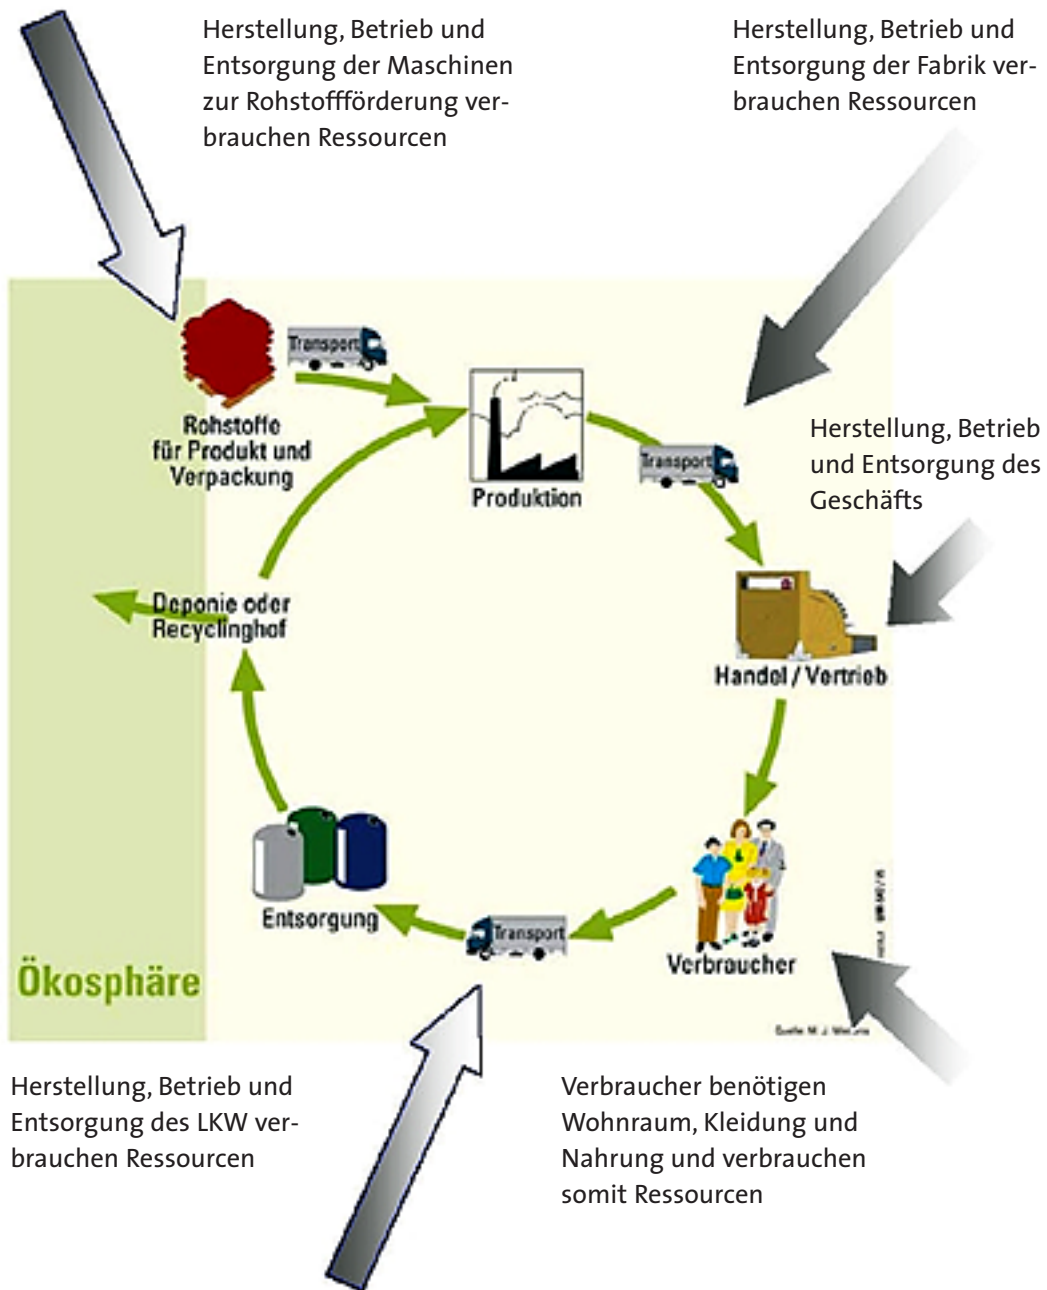 Herstellung, Betrieb und
Entsorgung der Maschinen
zur Rohstoffförderung ver-
brauchen Ressourcen
Herstellung, Betrieb und
Entsorgung der Fabrik ver-
brauchen Ressourcen
Transport
Rohstoffe
für Produkt und
Verpackung
Produktion
Transport
Herstellung, Betrieb
und Entsorgung des
Geschäfts
Deponie oder
Recyclinghof
Handel / Vertrieb
Entsorgung
Transport
Verbraucher
Ökosphäre
Quelle: M. J.
Herstellung, Betrieb und
Entsorgung des LKW ver-
brauchen Ressourcen
Verbraucher benötigen
Wohnraum, Kleidung und
Nahrung und verbrauchen
somit Ressourcen